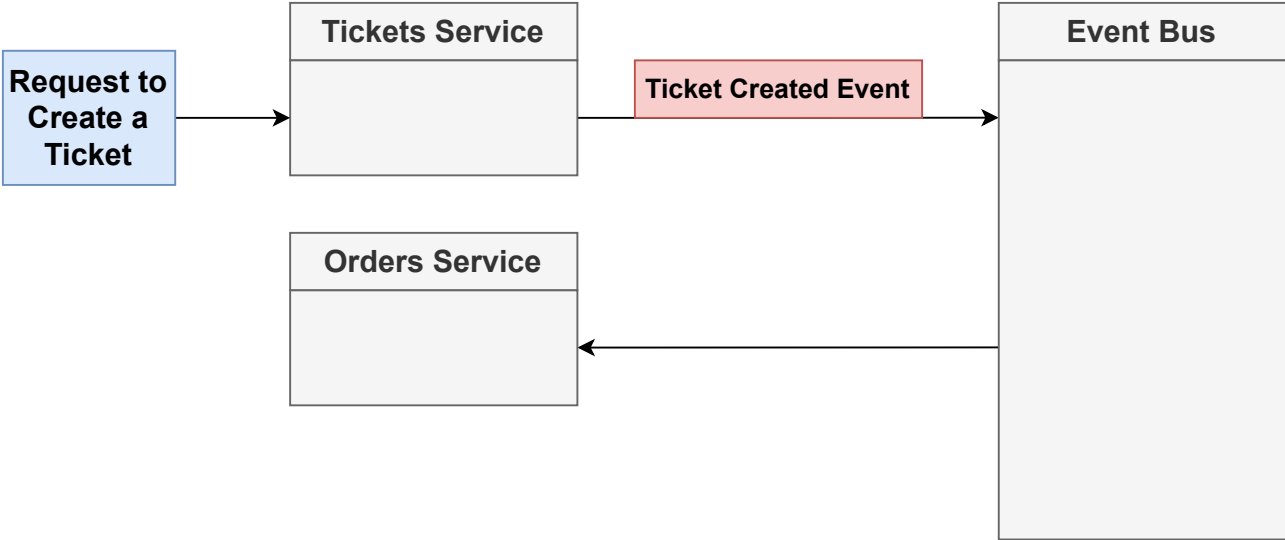 Tickets Service
Event Bus
Request to
Create a
Ticket
Ticket Created Event
Orders Service